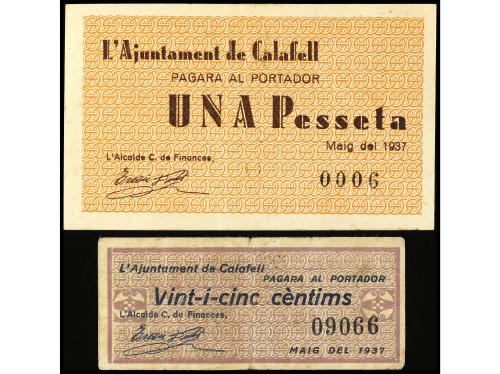 L'Ajuntament de Calafell
PAGARA AL PORTADOR
UNA Pesseta
Maig del 1937
L'Alcalde C. de Finances,
0006
L'Ajuntament de Calafell
PAGARA AL PORTADOR
Vint-i-cinc cèntims
L'Alcalde C. de Finances,
09066
MAIG DEL 1937